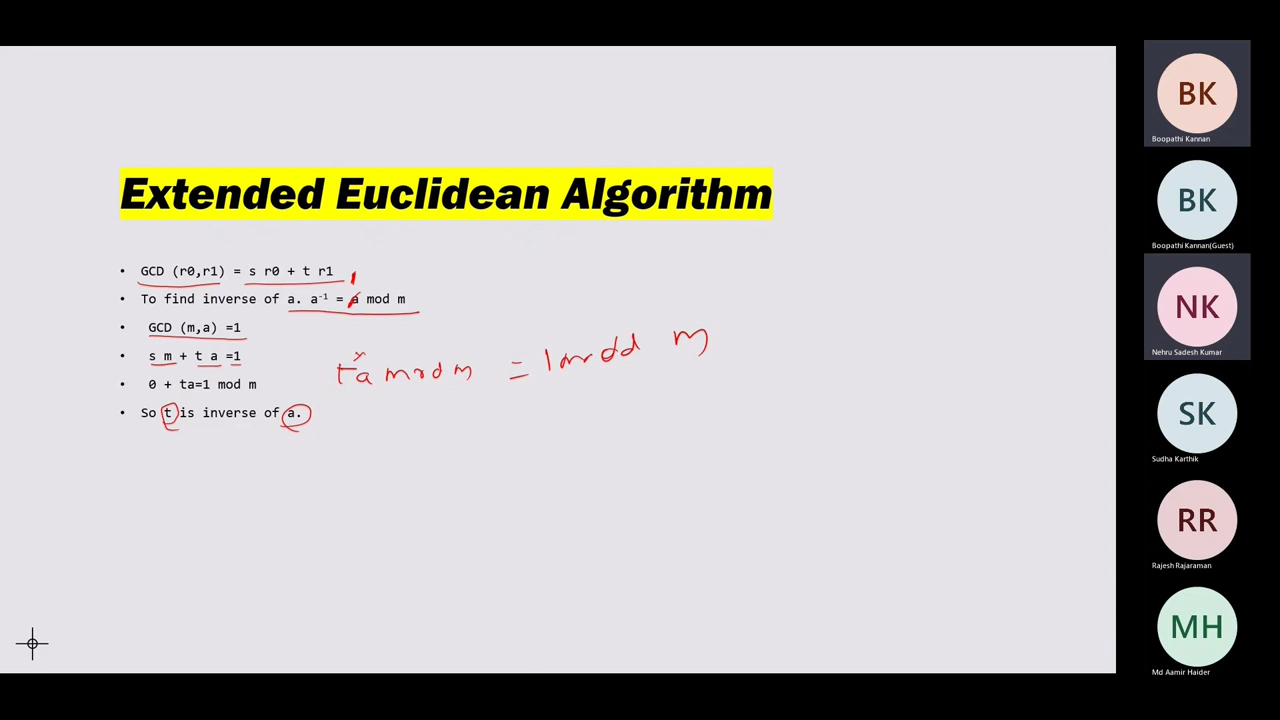 Extended Euclidean Algorithm
• GCD (r0,r1) = s r0 + t r1
• To find inverse of a. a⁻¹ = 1 mod m
• GCD (m,a) =1
• s m + t a =1
• 0 + ta=1 mod m
• So t is inverse of a.
t x a mod m = 1 mod m
BK
Boopathi Kannan
BK
Boopathi Kannan(Guest)
NK
Nehru Sadesh Kumar
SK
Sudha Karthik
RR
Rajesh Rajaraman
MH
Md Aamir Haider